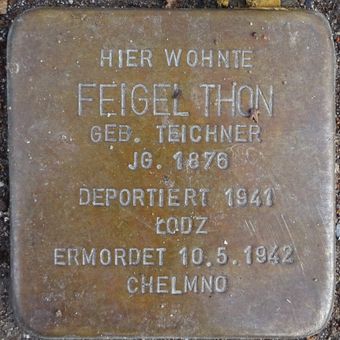 HIER WOHNTE
FEIGEL THON
GEB. TEICHNER
JG. 1876
DEPORTIERT 1941
ŁODZ
ERMORDET 10.5.1942
CHELMNO